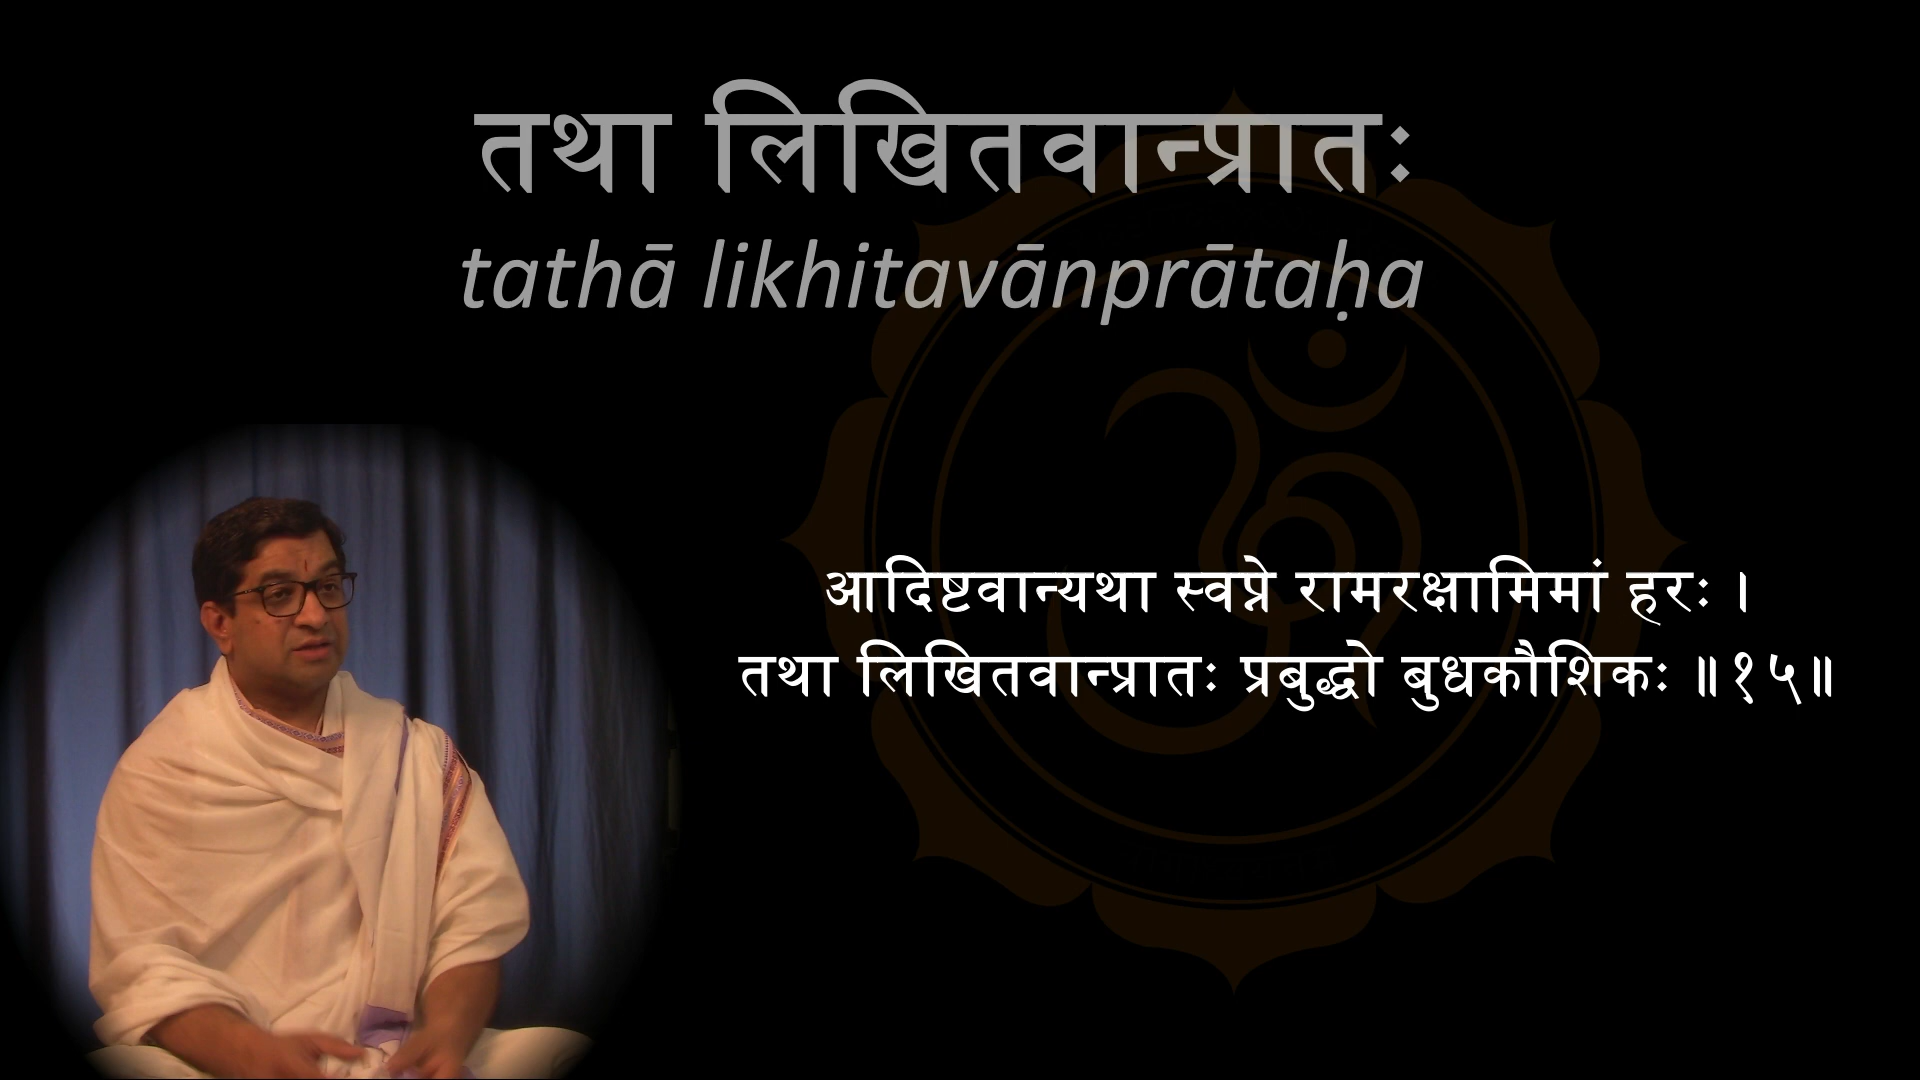 तथा लिखितवान्प्रातः
tathā likhitavānprātaḥa
आदिष्टवान्यथा स्वप्ने रामरक्षामिमां हरः ।
तथा लिखितवान्प्रातः प्रबुद्धो बुधकौशिकः ॥१५॥